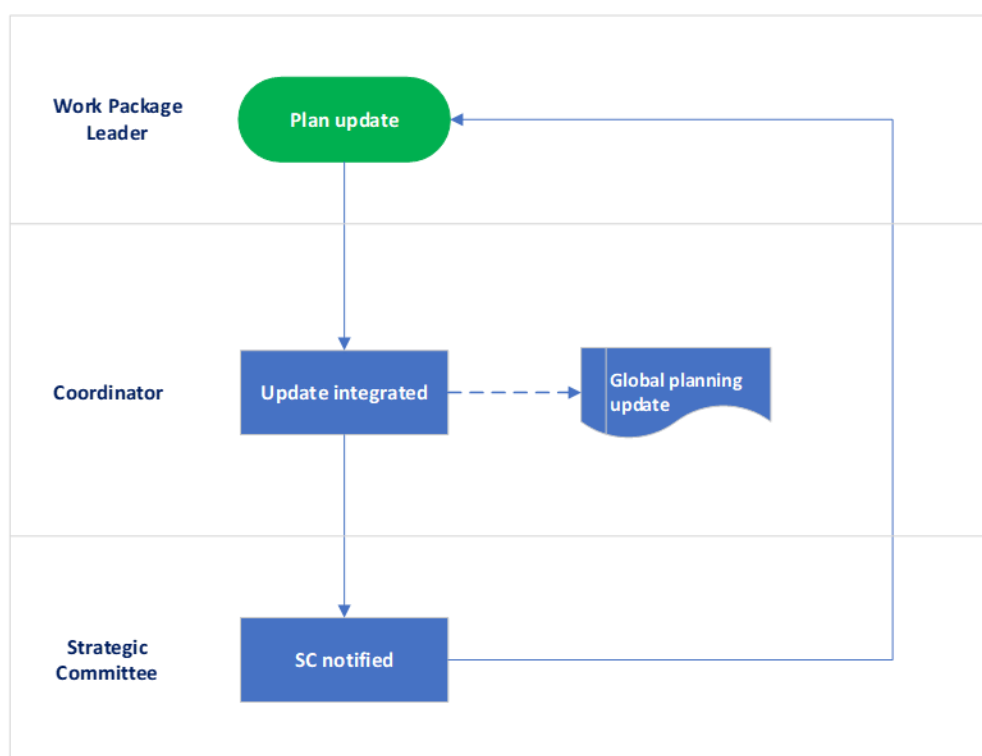 Work Package
Leader
Plan update
Coordinator
Update integrated
Global planning
update
Strategic
Committee
SC notified